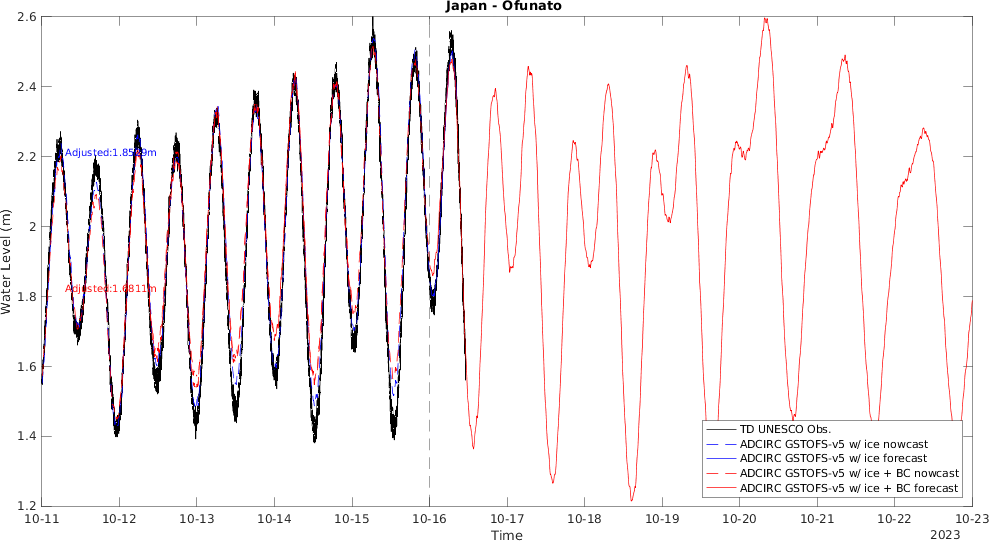 Japan - Ofunato
2.6
2.4
2.2
2
1.8
1.6
1.4
1.2
Water Level (m)
Adjusted:1.8529m
Adjusted:1.6811m
TD UNESCO Obs.
ADCIRC GSTOFS-v5 w/ ice nowcast
ADCIRC GSTOFS-v5 w/ ice forecast
ADCIRC GSTOFS-v5 w/ ice + BC nowcast
ADCIRC GSTOFS-v5 w/ ice + BC forecast
10-11 10-12 10-13 10-14 10-15 10-16 10-17 10-18 10-19 10-20 10-21 10-22 10-23
Time
2023